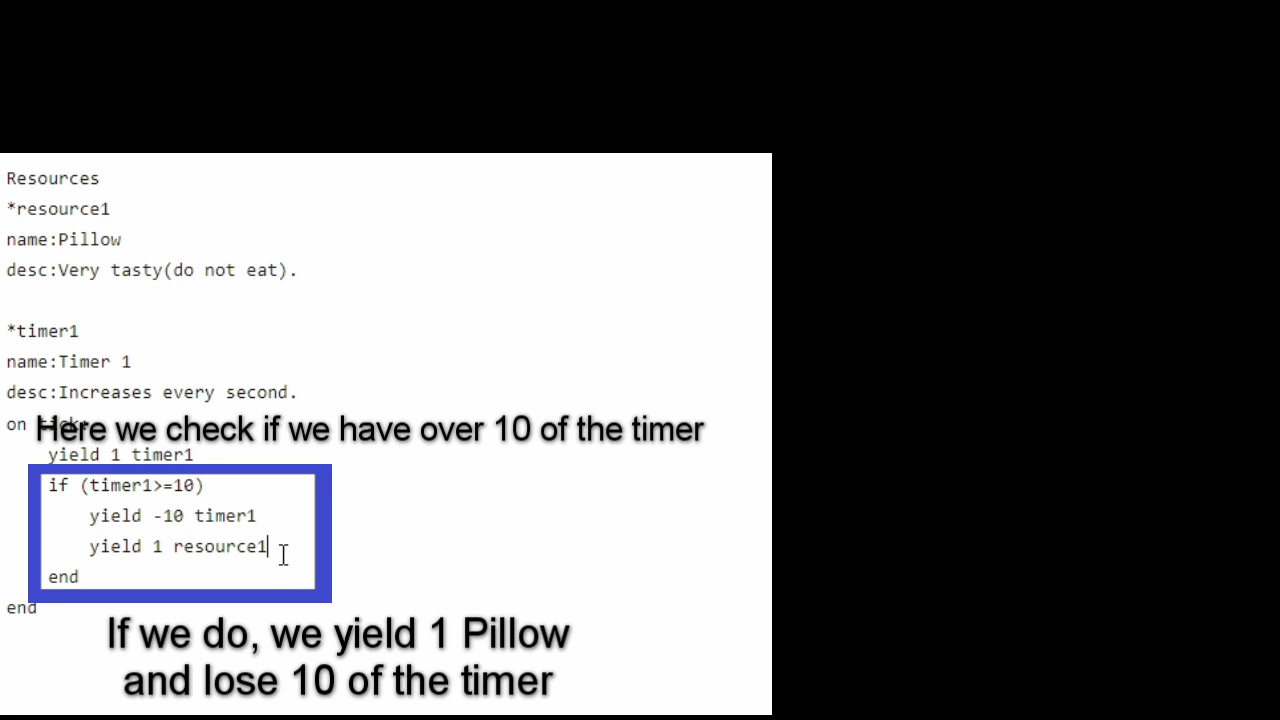 Resources
*resource1
name:Pillow
desc:Very tasty(do not eat).
*timer1
name:Timer 1
desc:Increases every second.
on tick:
Here we check if we have over 10 of the timer
yield 1 timer1
if (timer1>=10)
yield -10 timer1
yield 1 resource1
end
end
If we do, we yield 1 Pillow
and lose 10 of the timer